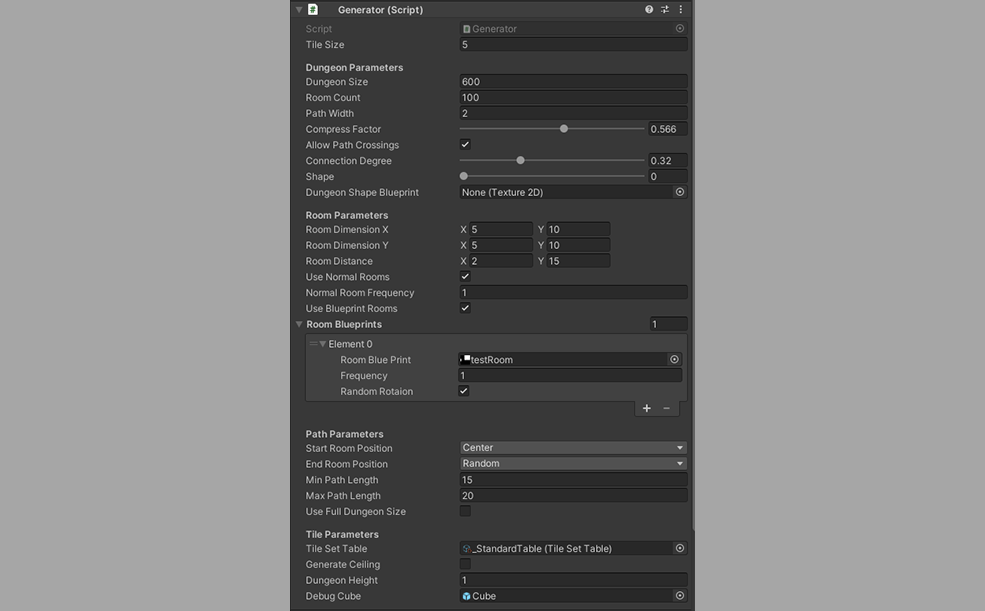 Generator (Script)
Script Generator
Tile Size 5
Dungeon Parameters
Dungeon Size 600
Room Count 100
Path Width 2
Compress Factor 0.566
Allow Path Crossings
Connection Degree 0.32
Shape 0
Dungeon Shape Blueprint None (Texture 2D)
Room Parameters
Room Dimension X X 5 Y 10
Room Dimension Y X 5 Y 10
Room Distance X 2 Y 15
Use Normal Rooms
Normal Room Frequency 1
Use Blueprint Rooms
Room Blueprints 1
Element 0
Room Blue Print testRoom
Frequency 1
Random Rotaion
Path Parameters
Start Room Position Center
End Room Position Random
Min Path Length 15
Max Path Length 20
Use Full Dungeon Size
Tile Parameters
Tile Set Table _StandardTable (Tile Set Table)
Generate Ceiling
Dungeon Height 1
Debug Cube Cube